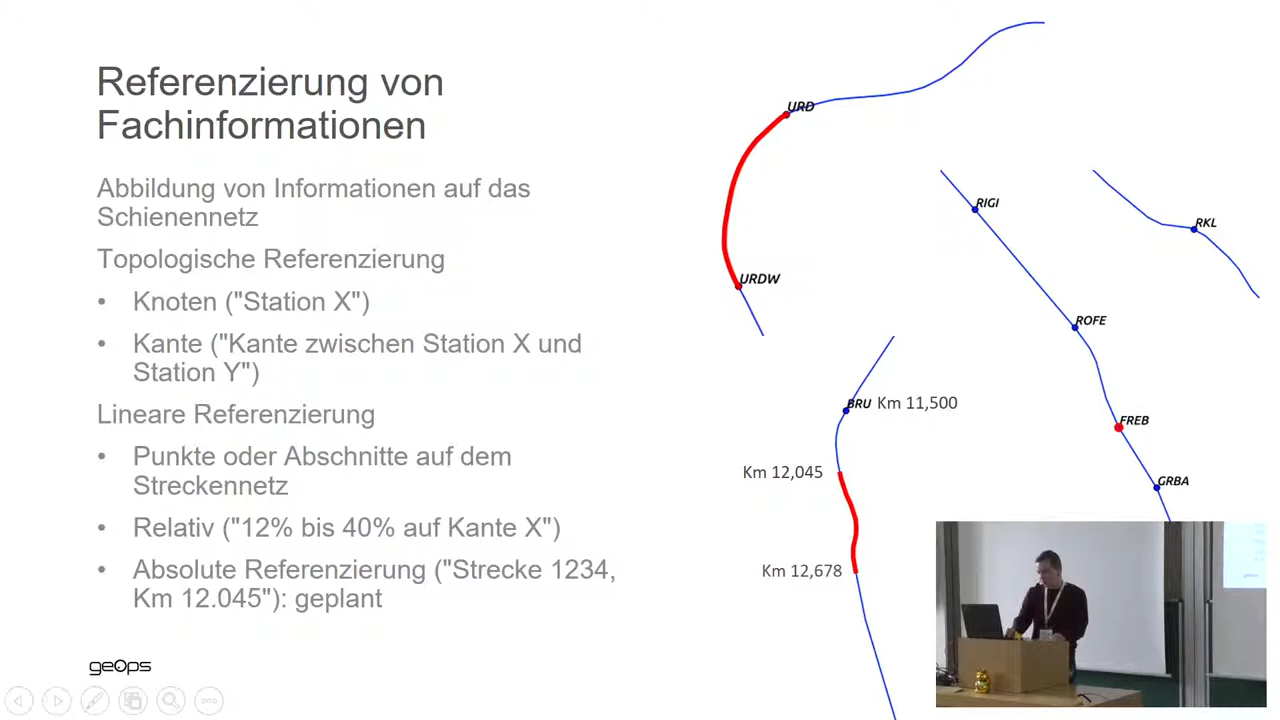 Referenzierung von
Fachinformationen
Abbildung von Informationen auf das
Schienennetz
Topologische Referenzierung
• Knoten ("Station X")
• Kante ("Kante zwischen Station X und
Station Y")
Lineare Referenzierung
• Punkte oder Abschnitte auf dem
Streckennetz
• Relativ ("12% bis 40% auf Kante X")
• Absolute Referenzierung ("Strecke 1234,
Km 12.045"): geplant
geOps
URD
URDW
RIGI
RKL
ROFE
BRU Km 11,500
FREB
Km 12,045
GRBA
Km 12,678